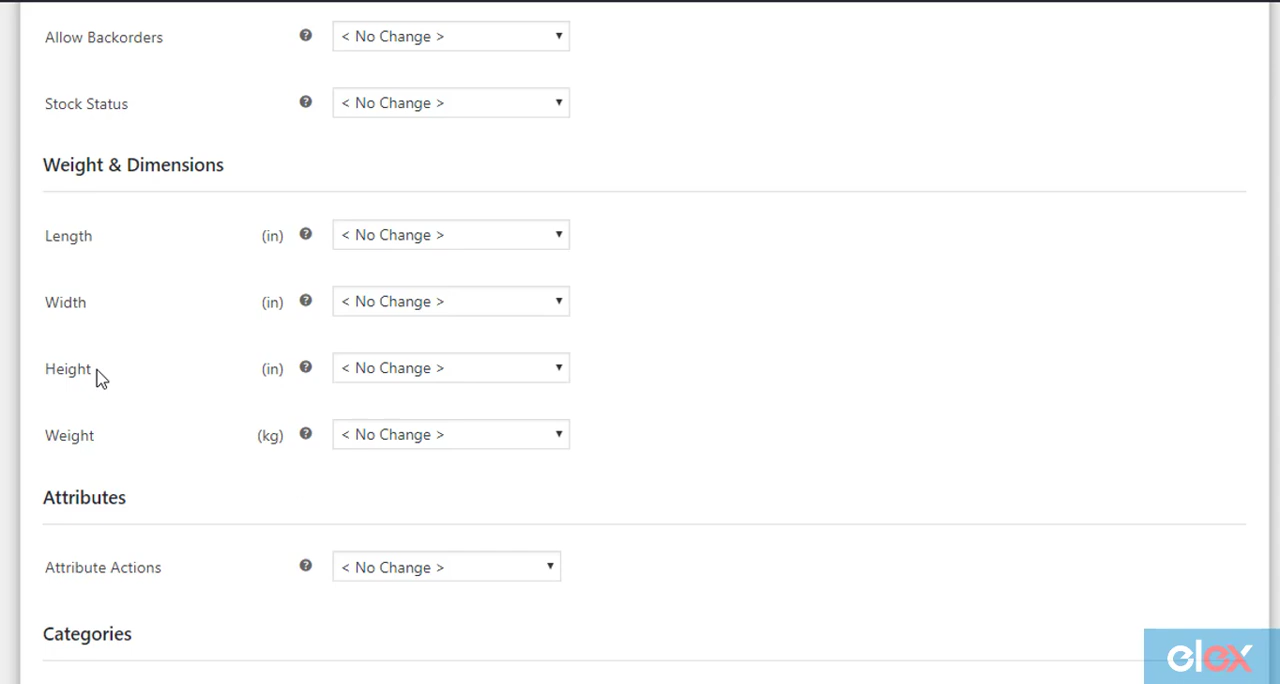 Allow Backorders ? < No Change >
Stock Status ? < No Change >
Weight & Dimensions
Length (in) ? < No Change >
Width (in) ? < No Change >
Height (in) ? < No Change >
Weight (kg) ? < No Change >
Attributes
Attribute Actions ? < No Change >
Categories
elex